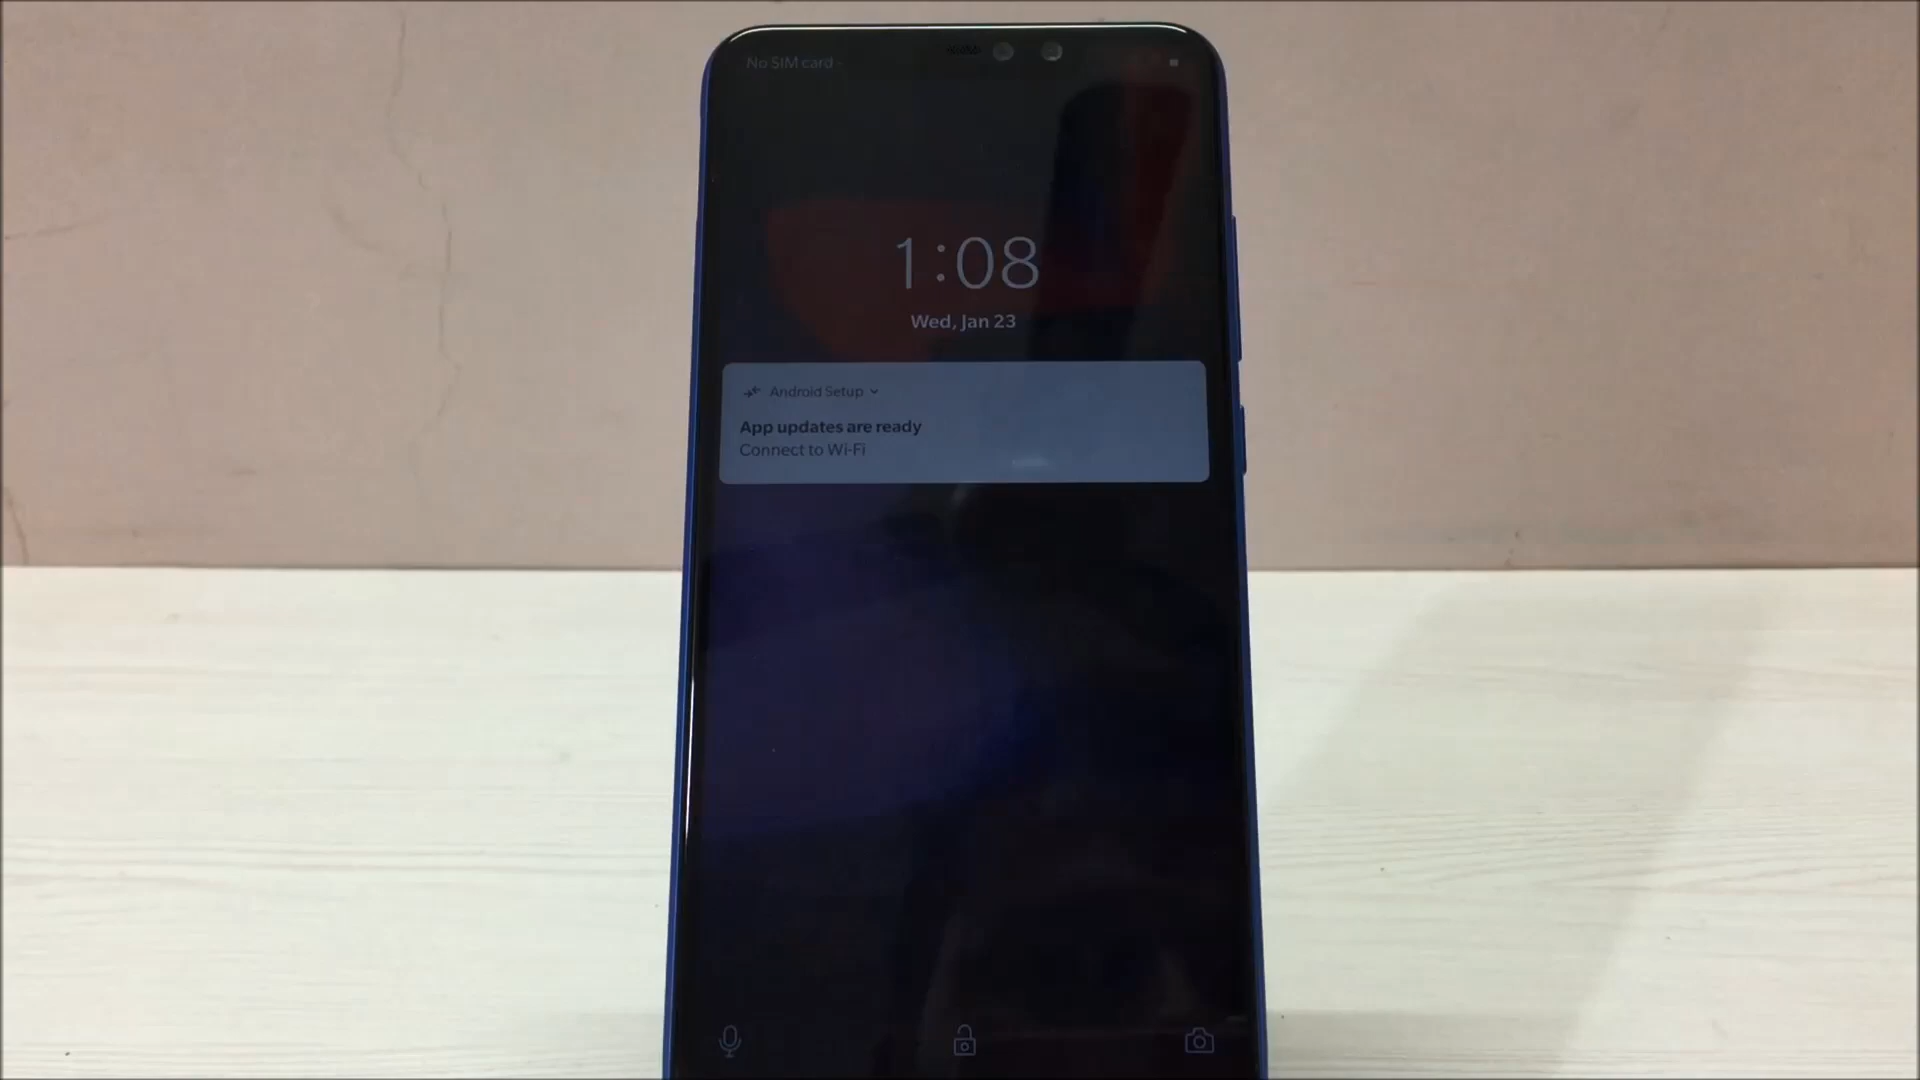 No SIM card -
1:08
Wed, Jan 23
Android Setup
App updates are ready
Connect to Wi-Fi